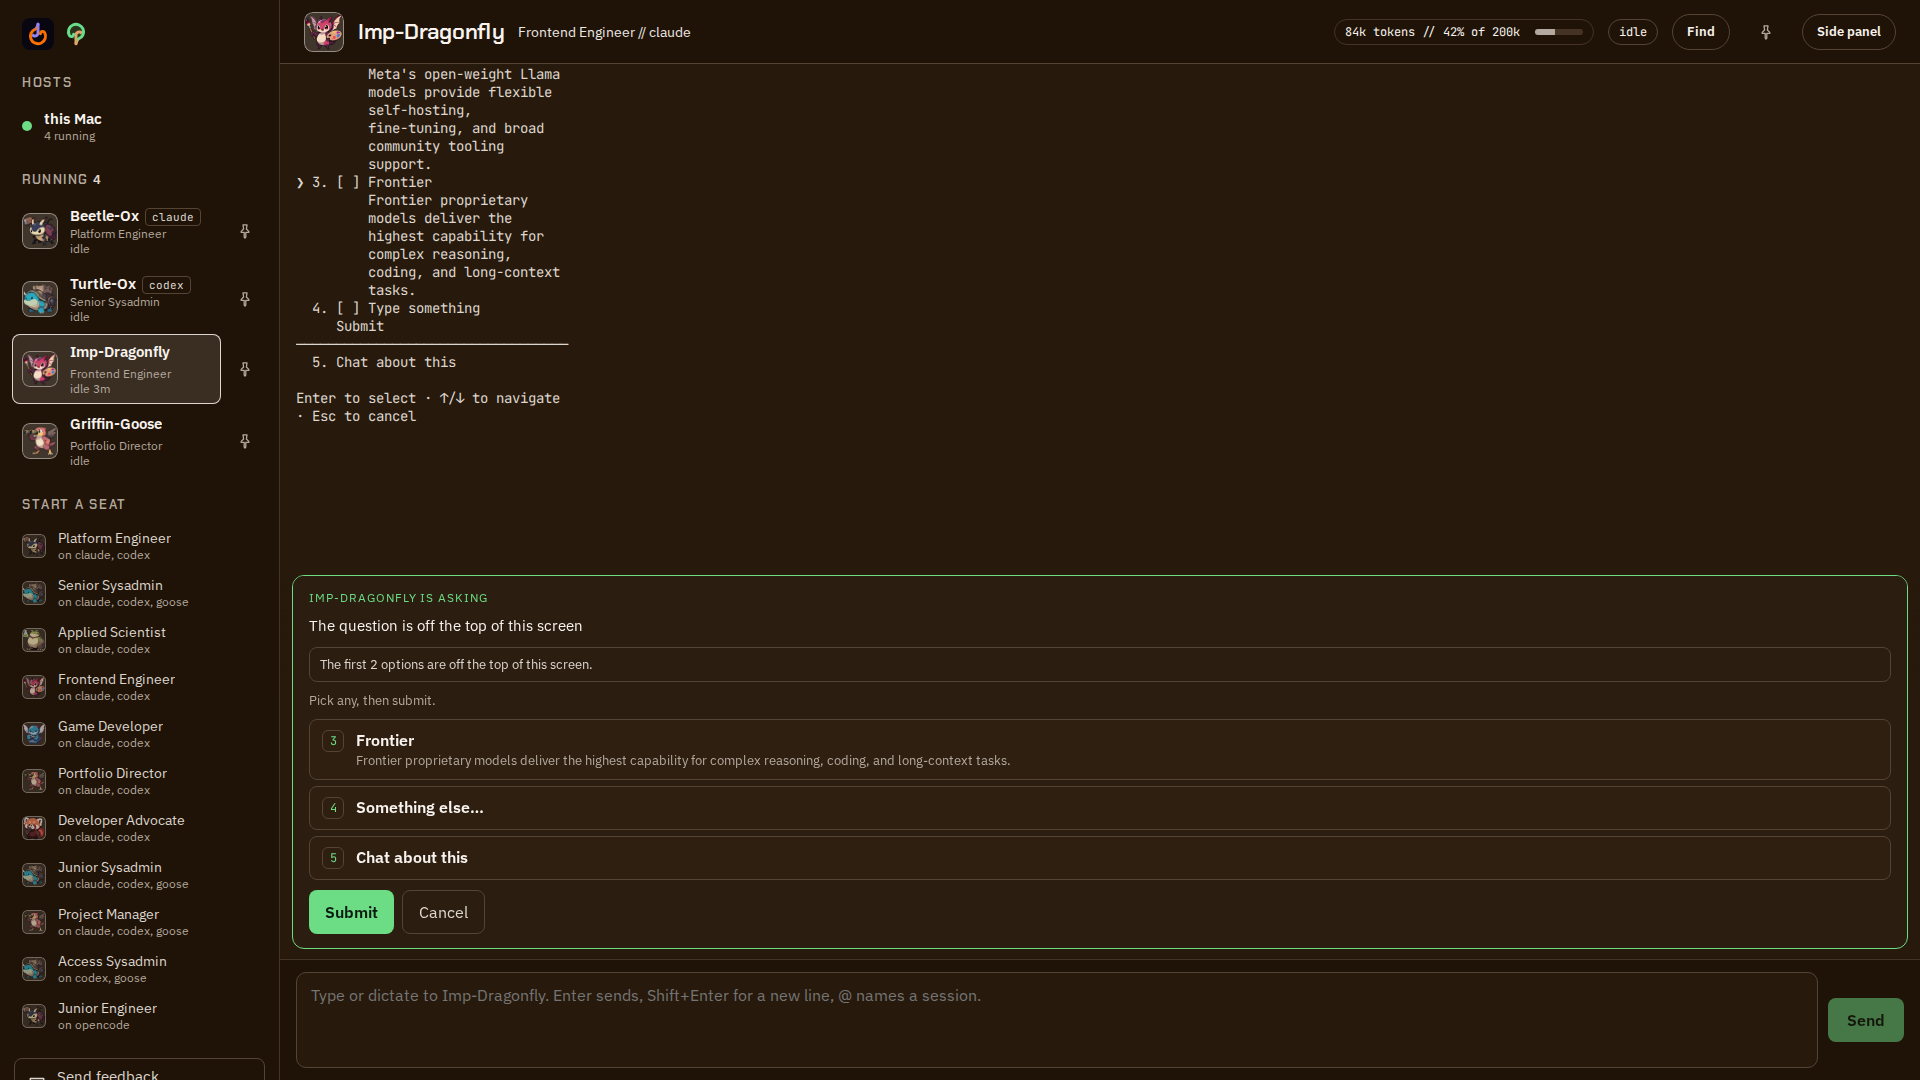 HOSTS
this Mac
4 running
RUNNING 4
Beetle-Ox claude
Platform Engineer
idle
Turtle-Ox codex
Senior Sysadmin
idle
Imp-Dragonfly
Frontend Engineer
idle 3m
Griffin-Goose
Portfolio Director
idle
START A SEAT
Platform Engineer
on claude, codex
Senior Sysadmin
on claude, codex, goose
Applied Scientist
on claude, codex
Frontend Engineer
on claude, codex
Game Developer
on claude, codex
Portfolio Director
on claude, codex
Developer Advocate
on claude, codex
Junior Sysadmin
on claude, codex, goose
Project Manager
on claude, codex, goose
Access Sysadmin
on codex, goose
Junior Engineer
on opencode
Send feedback
Imp-Dragonfly Frontend Engineer // claude
84k tokens // 42% of 200k
idle
Find
Side panel
Meta's open-weight Llama
models provide flexible
self-hosting,
fine-tuning, and broad
community tooling
support.
❯ 3. [ ] Frontier
Frontier proprietary
models deliver the
highest capability for
complex reasoning,
coding, and long-context
tasks.
4. [ ] Type something
Submit
5. Chat about this
Enter to select · ↑/↓ to navigate
· Esc to cancel
IMP-DRAGONFLY IS ASKING
The question is off the top of this screen
The first 2 options are off the top of this screen.
Pick any, then submit.
3 Frontier
Frontier proprietary models deliver the highest capability for complex reasoning, coding, and long-context tasks.
4 Something else...
5 Chat about this
Submit Cancel
Type or dictate to Imp-Dragonfly. Enter sends, Shift+Enter for a new line, @ names a session.
Send